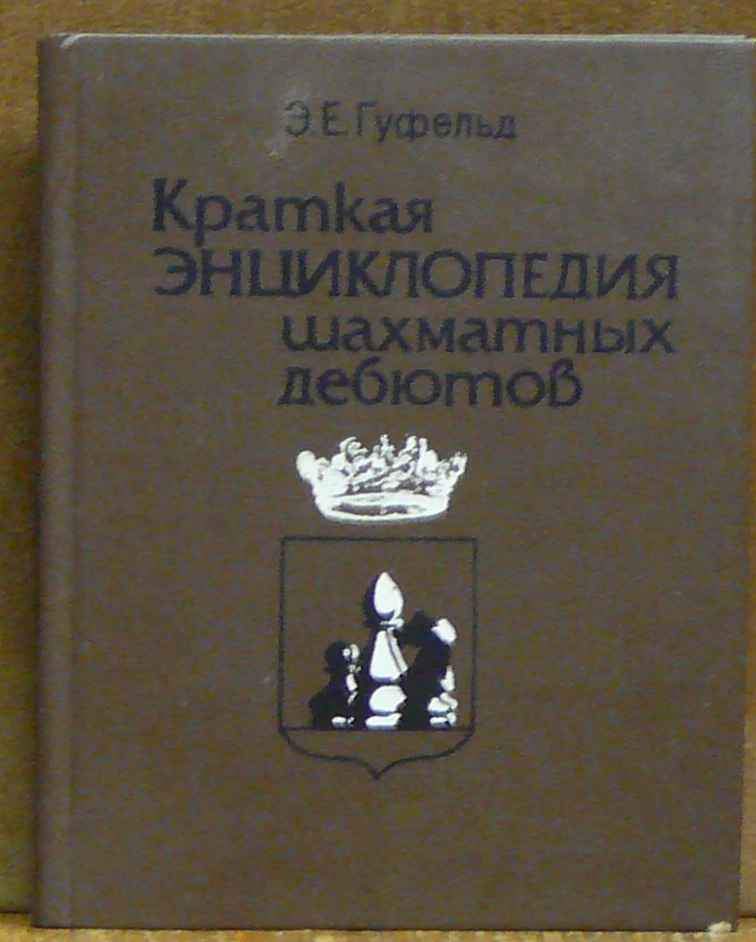 Э. Е. Гуфельд
Краткая
ЭНЦИКЛОПЕДИЯ
шахматных
дебютов